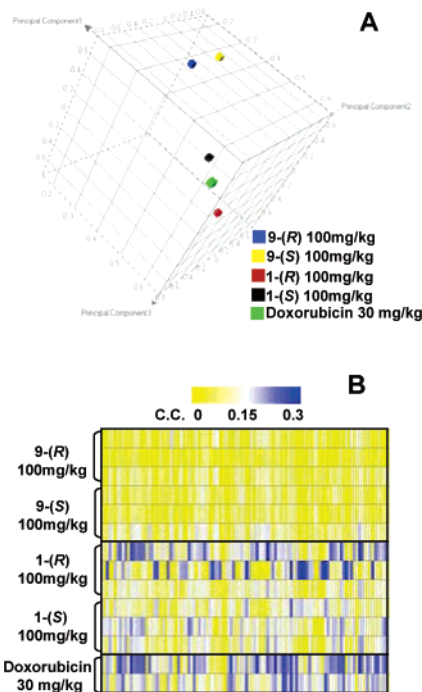 A
Principal Component1
Principal Component2
Principal Component3
9-(R) 100mg/kg
9-(S) 100mg/kg
1-(R) 100mg/kg
1-(S) 100mg/kg
Doxorubicin 30 mg/kg
B
C.C. 0 0.15 0.3
9-(R)
100mg/kg
9-(S)
100mg/kg
1-(R)
100mg/kg
1-(S)
100mg/kg
Doxorubicin
30 mg/kg